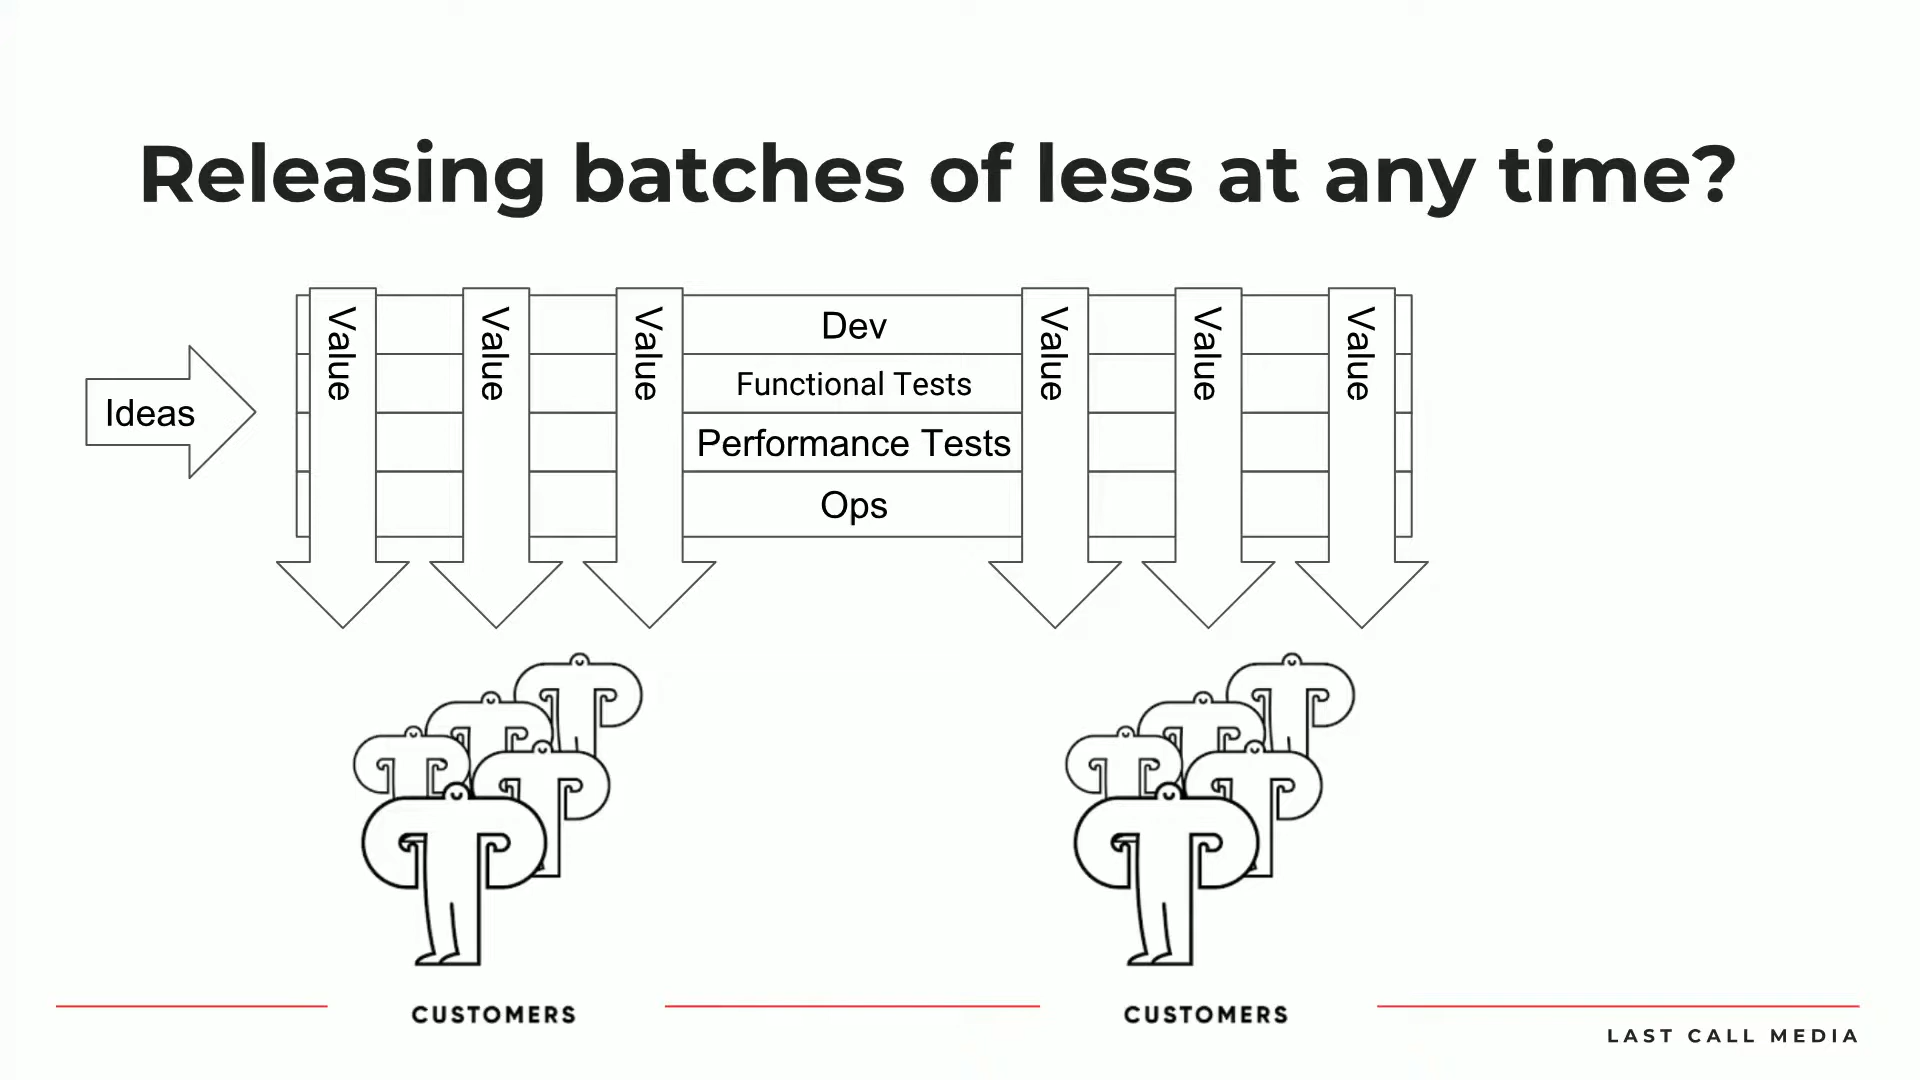 Releasing batches of less at any time?
Ideas
Value
Value
Value
Dev
Functional Tests
Performance Tests
Ops
Value
Value
Value
CUSTOMERS
CUSTOMERS
LAST CALL MEDIA